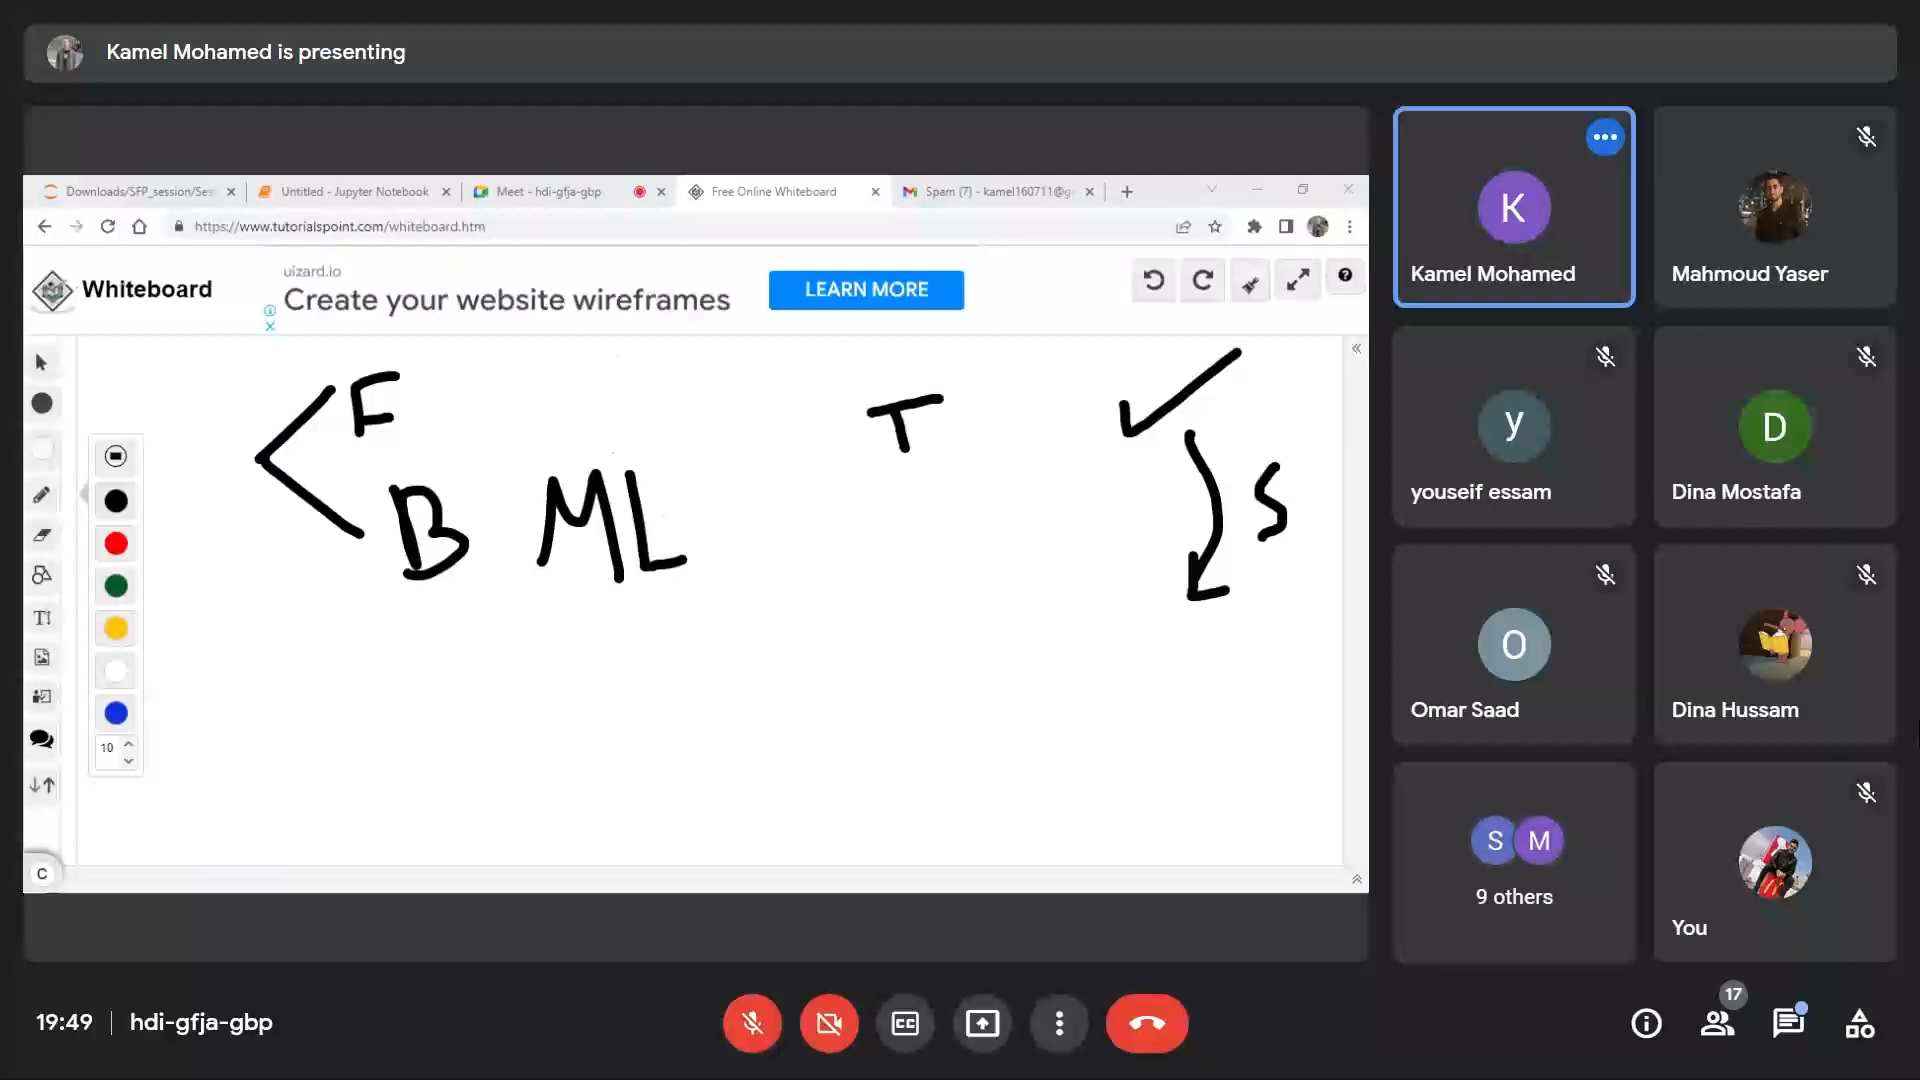 Kamel Mohamed is presenting
Downloads/SFP_session/Ses
Untitled - Jupyter Notebook
Meet - hdi-gfja-gbp
Free Online Whiteboard
Spam (7) - kamel160711@g
https://www.tutorialspoint.com/whiteboard.htm
Whiteboard
uizard.io
Create your website wireframes
LEARN MORE
F
T
B ML
S
10
C
K
Kamel Mohamed
Mahmoud Yaser
y
youseif essam
D
Dina Mostafa
O
Omar Saad
Dina Hussam
S M
9 others
You
19:49 | hdi-gfja-gbp
17